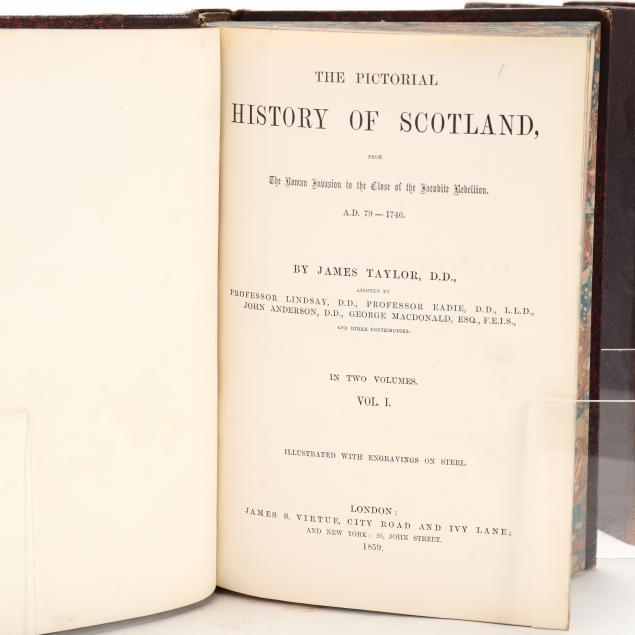 THE PICTORIAL
HISTORY OF SCOTLAND,
FROM
The Roman Invasion to the Close of the Jacobite Rebellion.
A.D. 79 — 1746.
BY JAMES TAYLOR, D.D.,
ASSISTED BY
PROFESSOR LINDSAY, D.D., PROFESSOR EADIE, D.D., L.L.D.,
JOHN ANDERSON, D.D., GEORGE MACDONALD, ESQ., F.E.I.S.,
AND OTHER CONTRIBUTORS.
IN TWO VOLUMES.
VOL. I.
ILLUSTRATED WITH ENGRAVINGS ON STEEL.
LONDON:
JAMES S. VIRTUE, CITY ROAD AND IVY LANE;
AND NEW YORK: 26, JOHN STREET.
1859.